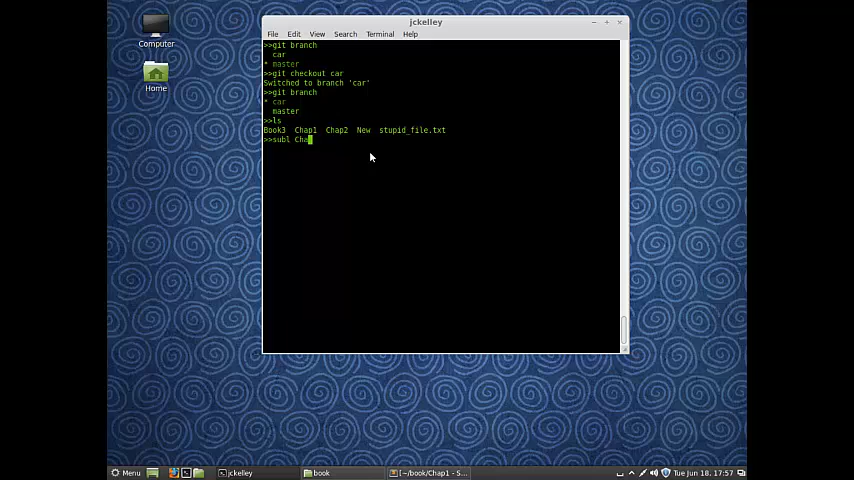 jckelley
File Edit View Search Terminal Help
>>git branch
car
* master
>>git checkout car
Switched to branch 'car'
>>git branch
* car
master
>>ls
Book3 Chap1 Chap2 New stupid_file.txt
>>subl Cha
Computer
Home
Menu
jckelley
book
[~/book/Chap1 - S...
Tue Jun 18, 17:57